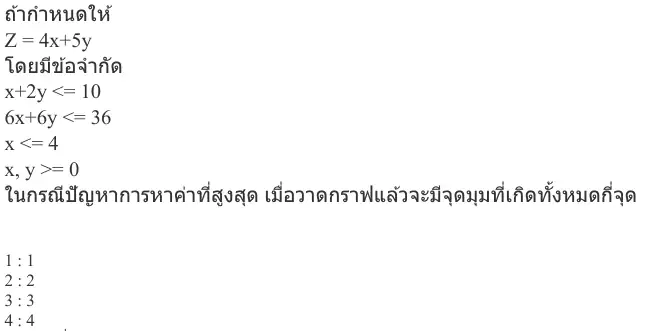 ถ้ากำหนดให้
Z = 4x+5y
โดยมีข้อจำกัด
x+2y <= 10
6x+6y <= 36
x <= 4
x, y >= 0
ในกรณีปัญหาการหาค่าที่สูงสุด เมื่อวาดกราฟแล้วจะมีจุดมุมที่เกิดทั้งหมดกี่จุด
1 : 1
2 : 2
3 : 3
4 : 4